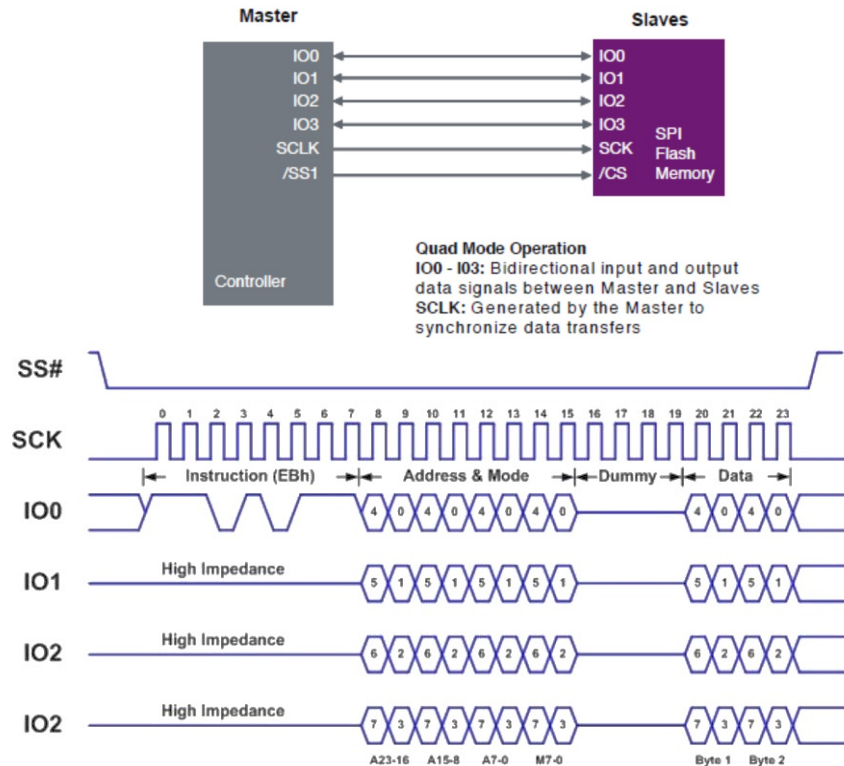 Master
Slaves
IO0
IO1
IO2
IO3
SCLK
/SS1
Controller
IO0
IO1
IO2
IO3
SCK
/CS
SPI
Flash
Memory
Quad Mode Operation
IO0 - I03: Bidirectional input and output
data signals between Master and Slaves
SCLK: Generated by the Master to
synchronize data transfers
SS#
0 1 2 3 4 5 6 7 8 9 10 11 12 13 14 15 16 17 18 19 20 21 22 23
SCK
Instruction (EBh) Address & Mode Dummy Data
IO0 4 0 4 0 4 0 4 0 4 0 4 0
IO1 High Impedance 5 1 5 1 5 1 5 1 5 1 5 1
IO2 High Impedance 6 2 6 2 6 2 6 2 6 2 6 2
IO2 High Impedance 7 3 7 3 7 3 7 3 7 3 7 3
A23-16 A15-8 A7-0 M7-0 Byte 1 Byte 2